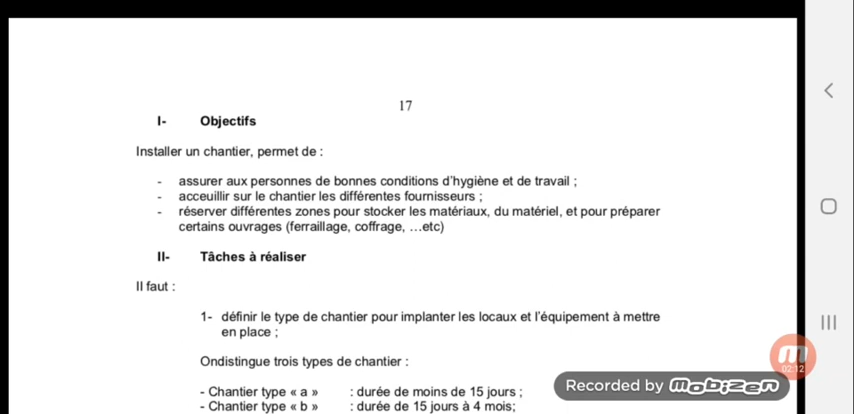 17
I- Objectifs
Installer un chantier, permet de :
- assurer aux personnes de bonnes conditions d'hygiène et de travail ;
- acceuillir sur le chantier les différentes fournisseurs ;
- réserver différentes zones pour stocker les matériaux, du matériel, et pour préparer
certains ouvrages (ferraillage, coffrage, …etc)
II- Tâches à réaliser
Il faut :
1- définir le type de chantier pour implanter les locaux et l'équipement à mettre
en place ;
Ondistingue trois types de chantier :
- Chantier type « a » : durée de moins de 15 jours ;
- Chantier type « b » : durée de 15 jours à 4 mois;
02:12
Recorded by Mobizen